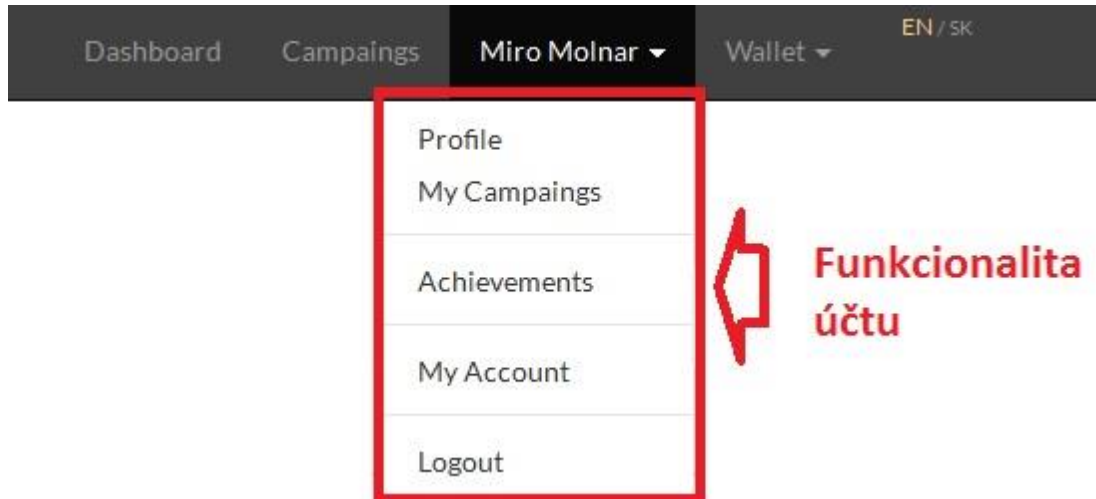 Dashboard Campaings Miro Molnar Wallet EN / SK
Profile
My Campaings
Achievements
My Account
Logout
Funkcionalita
účtu